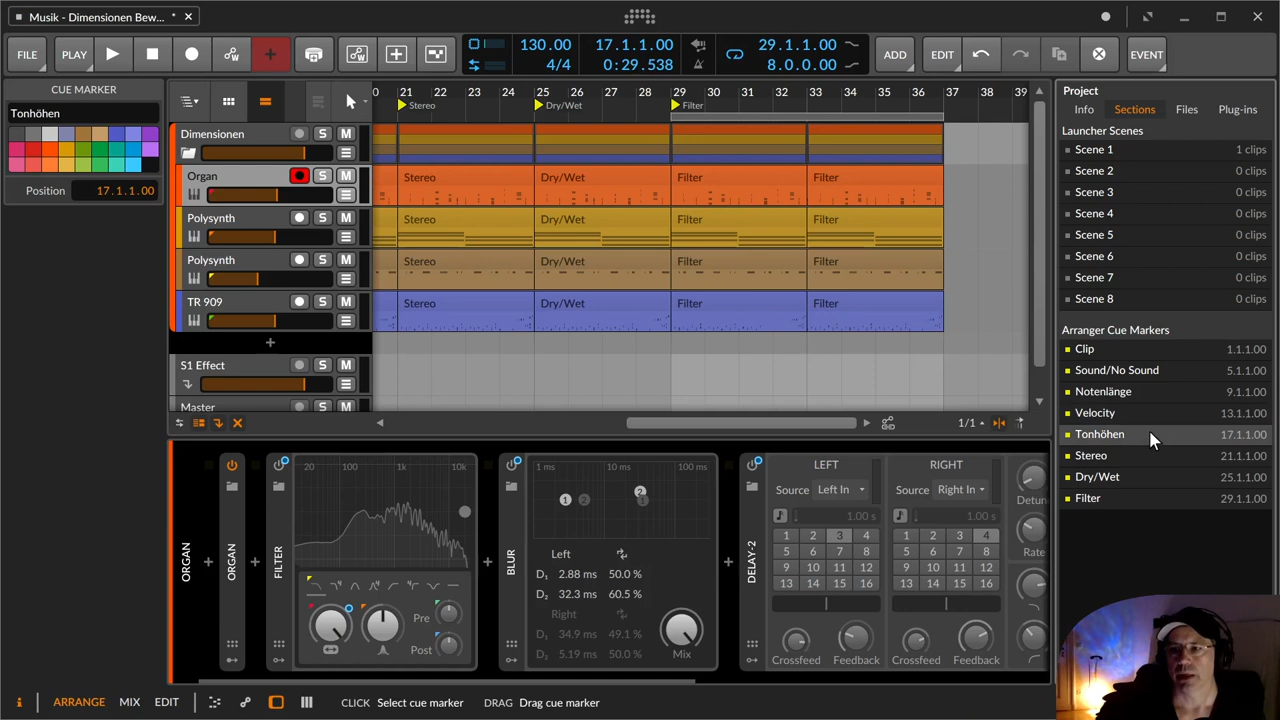 Musik - Dimensionen Bew... *
FILE
PLAY
130.00
4/4
17.1.1.00
0:29.538
29.1.1.00
8.0.0.00
ADD
EDIT
EVENT
CUE MARKER
Tonhöhen
Position 17.1.1.00
0 21 22 23 24 25 26 27 28 29 30 31 32 33 34 35 36 37 38 39
Stereo Dry/Wet Filter
Dimensionen S M
Organ S M
Stereo Dry/Wet Filter Filter
Polysynth S M
Stereo Dry/Wet Filter Filter
Polysynth S M
Stereo Dry/Wet Filter Filter
TR 909 S M
Stereo Dry/Wet Filter Filter
S1 Effect S M
Master
1/1
Project
Info Sections Files Plug-ins
Launcher Scenes
Scene 1 1 clips
Scene 2 0 clips
Scene 3 0 clips
Scene 4 0 clips
Scene 5 0 clips
Scene 6 0 clips
Scene 7 0 clips
Scene 8 0 clips
Arranger Cue Markers
Clip 1.1.1.00
Sound/No Sound 5.1.1.00
Notenlänge 9.1.1.00
Velocity 13.1.1.00
Tonhöhen 17.1.1.00
Stereo 21.1.1.00
Dry/Wet 25.1.1.00
Filter 29.1.1.00
ORGAN
ORGAN
FILTER
20 100 1k 10k
Pre
Post
BLUR
1 ms 10 ms 100 ms
1 2 2 1
Left
D₁ 2.88 ms 50.0 %
D₂ 32.3 ms 60.5 %
Right
D₁ 34.9 ms 49.1 %
D₂ 5.19 ms 50.0 %
Mix
DELAY-2
LEFT
Source Left In
1.00 s
1 2 3 4
5 6 7 8
9 10 11 12
13 14 15 16
Crossfeed Feedback
RIGHT
Source Right In
1.00 s
1 2 3 4
5 6 7 8
9 10 11 12
13 14 15 16
Crossfeed Feedback
Detune
Rate
i ARRANGE MIX EDIT
CLICK Select cue marker DRAG Drag cue marker